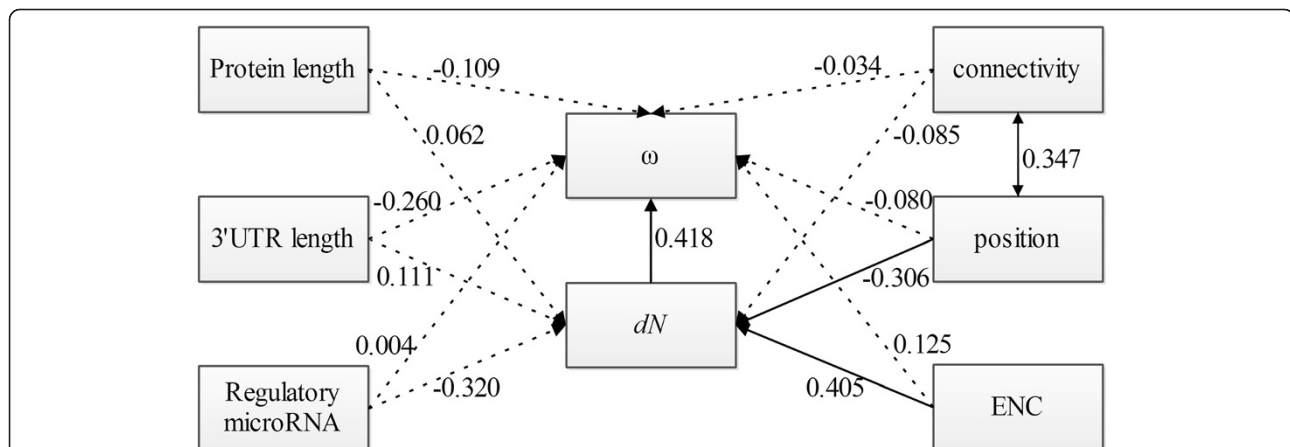 Protein length
-0.109
-0.034
connectivity
0.062
ω
-0.085
0.347
-0.260
-0.080
3'UTR length
0.418
position
0.111
-0.306
dN
0.004
0.125
-0.320
0.405
Regulatory
microRNA
ENC